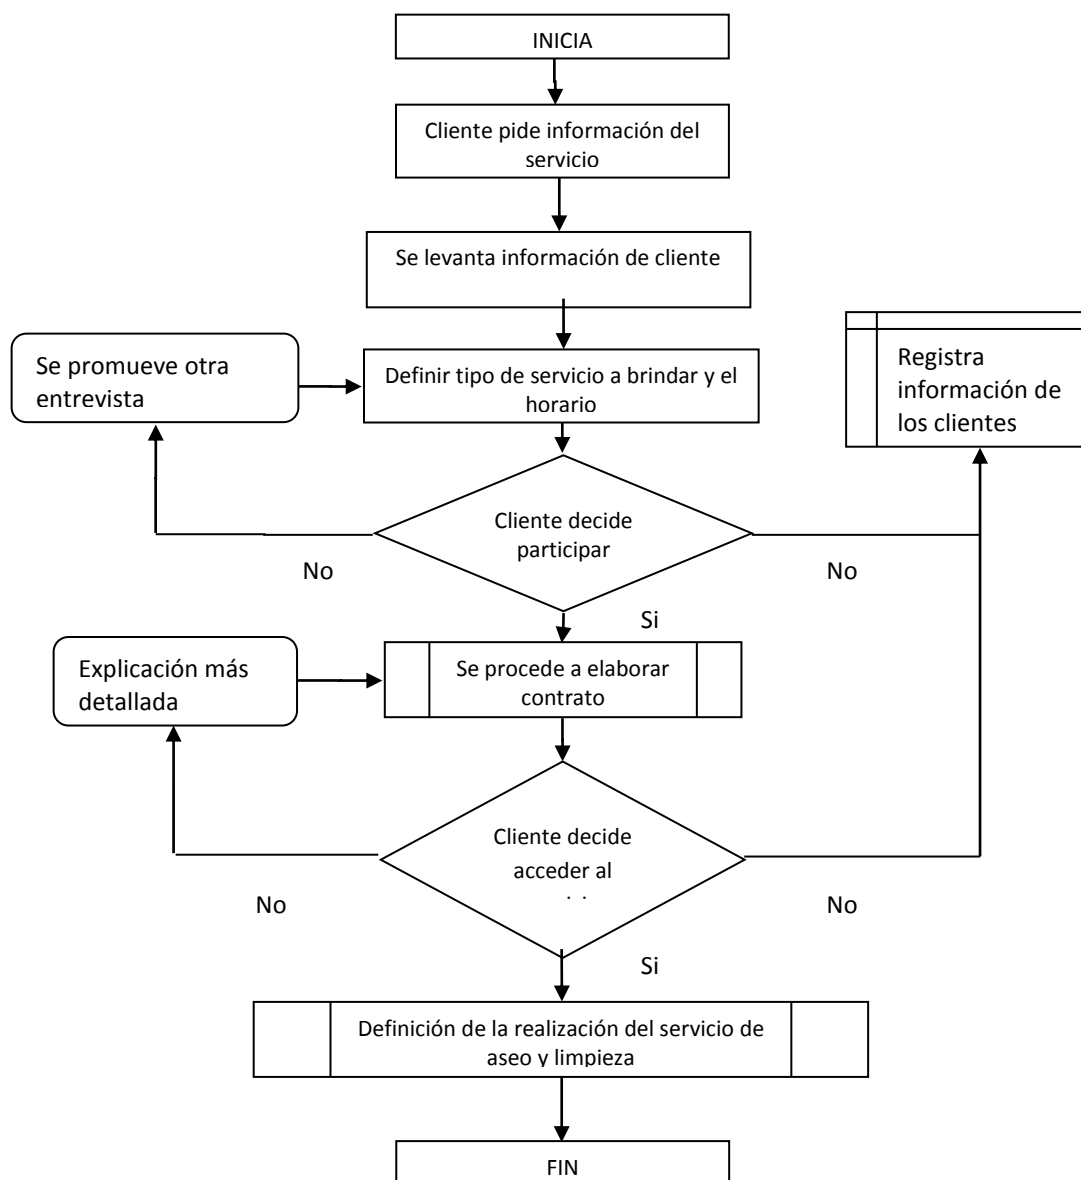 INICIA
Cliente pide información del
servicio
Se levanta información de cliente
Se promueve otra
entrevista
Definir tipo de servicio a brindar y el
horario
Registra
información de
los clientes
Cliente decide
participar
No
No
Si
Explicación más
detallada
Se procede a elaborar
contrato
Cliente decide
acceder al
No
No
Si
Definición de la realización del servicio de
aseo y limpieza
FIN